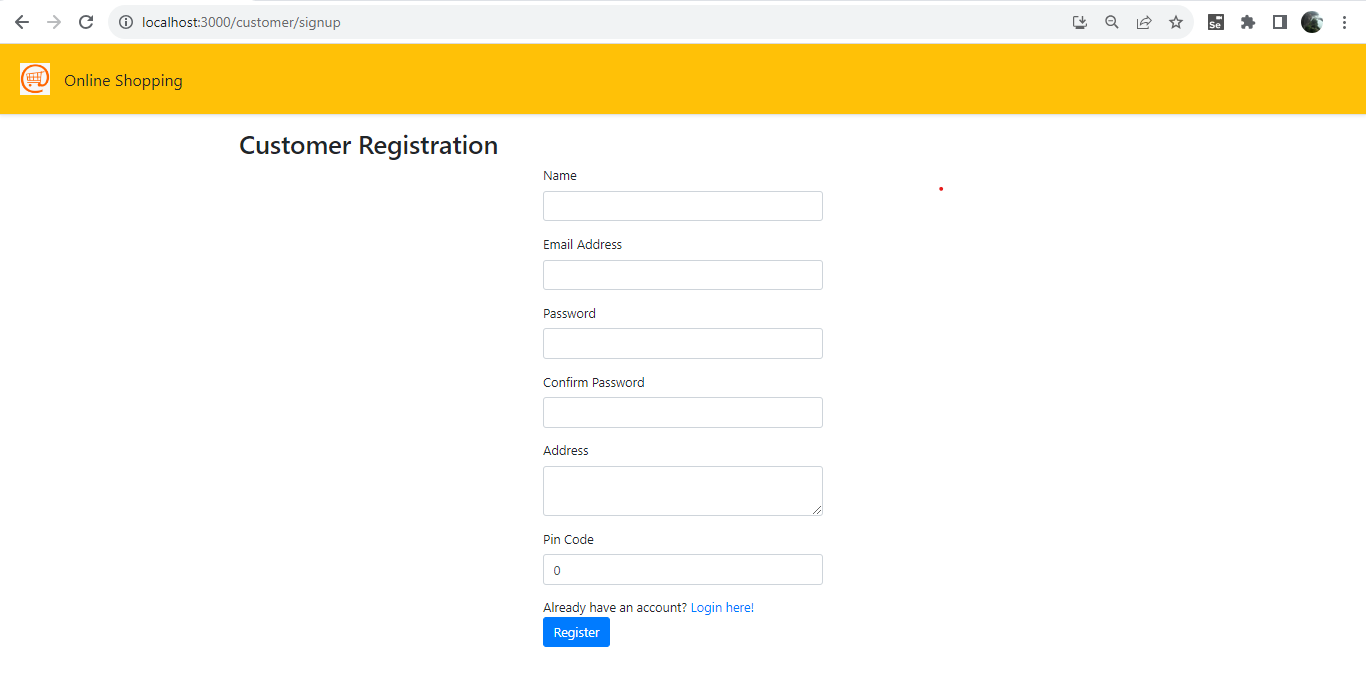 localhost:3000/customer/signup
Se
Online Shopping
Customer Registration
Name
Email Address
Password
Confirm Password
Address
Pin Code
0
Already have an account? Login here!
Register